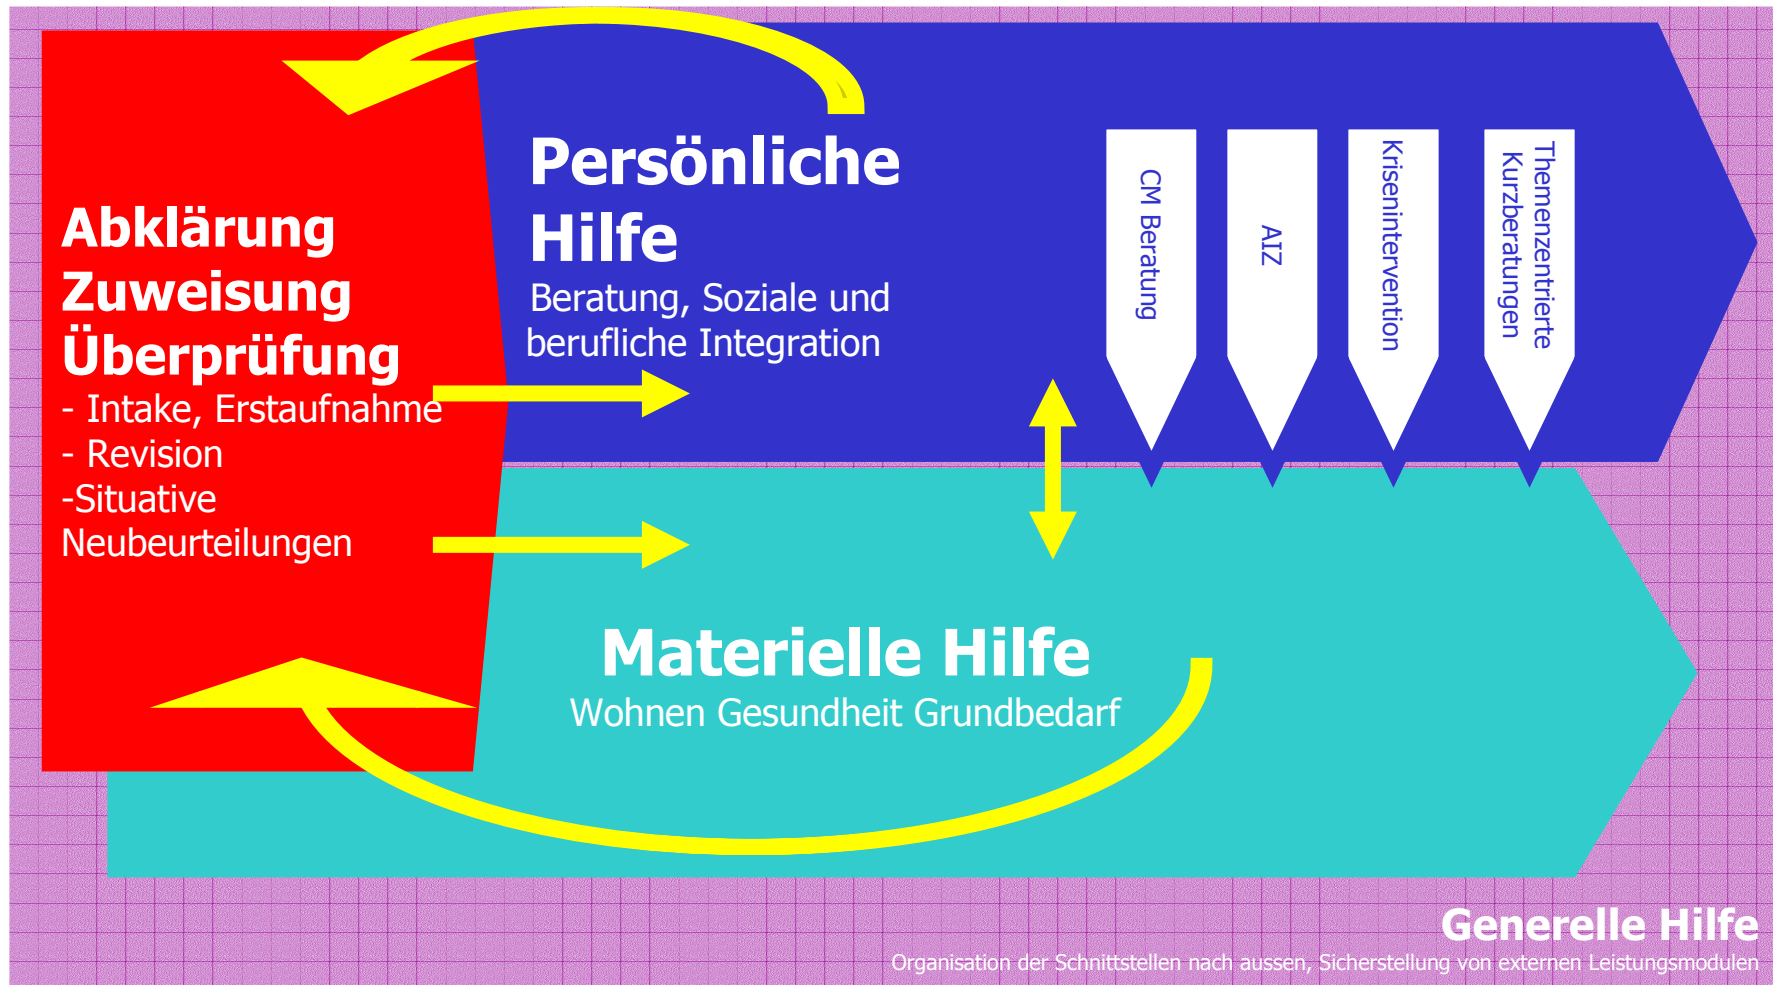 Abklärung
Zuweisung
Überprüfung
- Intake, Erstaufnahme
- Revision
-Situative
Neubeurteilungen
Persönliche
Hilfe
Beratung, Soziale und
berufliche Integration
CM Beratung
AIZ
Krisenintervention
Themenzentrierte
Kurzberatungen
Materielle Hilfe
Wohnen Gesundheit Grundbedarf
Generelle Hilfe
Organisation der Schnittstellen nach aussen, Sicherstellung von externen Leistungsmodulen